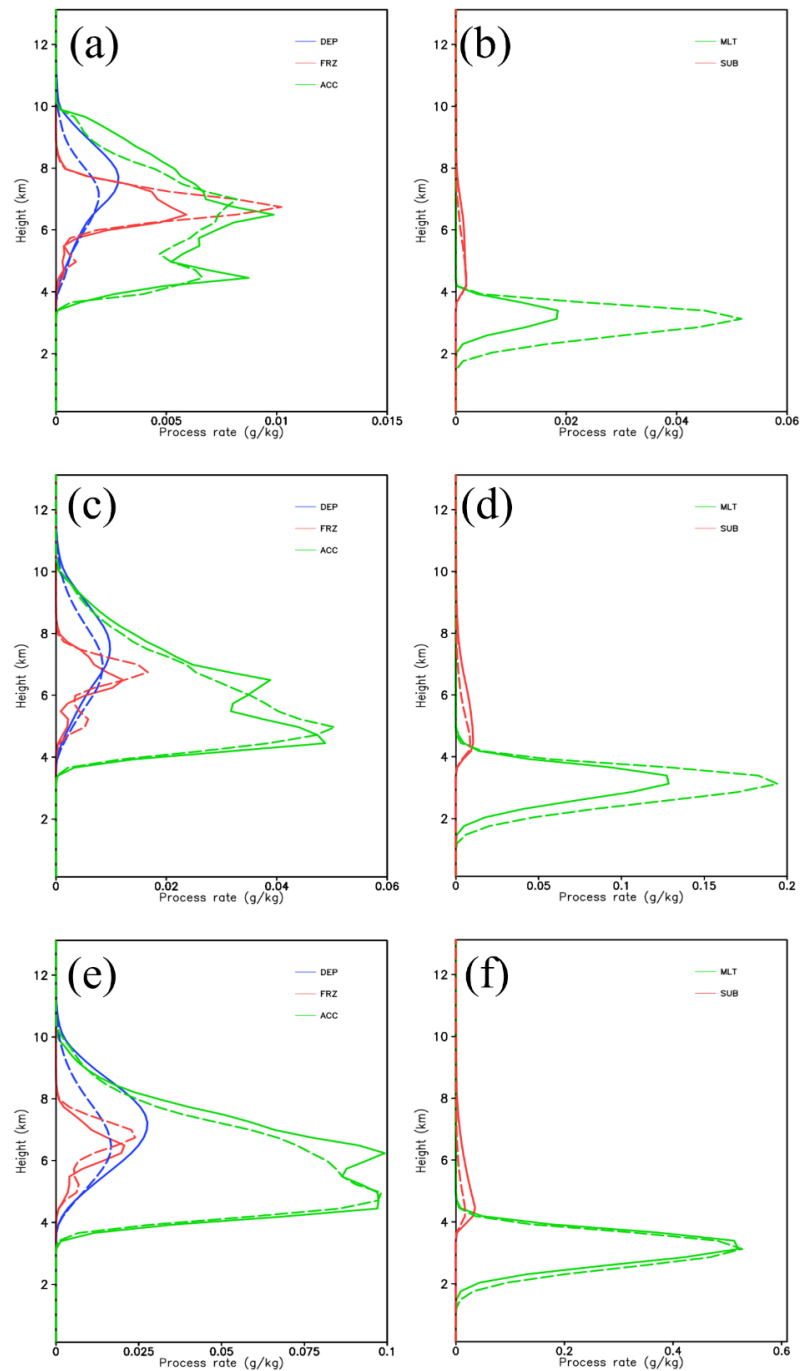 (a)
DEP
FRZ
ACC
12
10
8
6
4
2
Height (km)
0
0.005
0.01
0.015
Process rate (g/kg)
(b)
MLT
SUB
12
10
8
6
4
2
Height (km)
0
0.02
0.04
0.06
Process rate (g/kg)
(c)
DEP
FRZ
ACC
12
10
8
6
4
2
Height (km)
0
0.02
0.04
0.06
Process rate (g/kg)
(d)
MLT
SUB
12
10
8
6
4
2
Height (km)
0
0.05
0.1
0.15
0.2
Process rate (g/kg)
(e)
DEP
FRZ
ACC
12
10
8
6
4
2
Height (km)
0
0.025
0.05
0.075
0.1
Process rate (g/kg)
(f)
MLT
SUB
12
10
8
6
4
2
Height (km)
0
0.2
0.4
0.6
Process rate (g/kg)